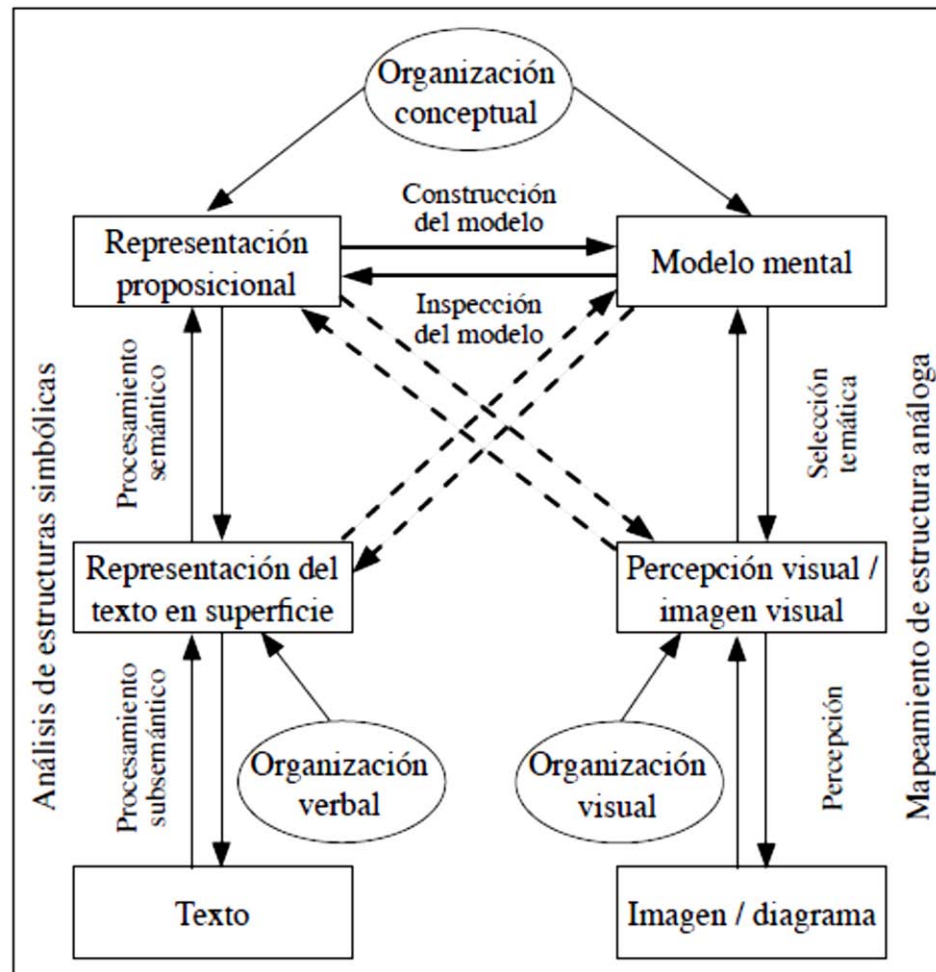 Organización
conceptual
Construcción
del modelo
Representación
proposicional
Modelo mental
Inspección
del modelo
Análisis de estructuras simbólicas
Procesamiento
semántico
Selección
temática
Mapeamiento de estructura análoga
Representación del
texto en superficie
Percepción visual /
imagen visual
Procesamiento
subsemántico
Organización
verbal
Organización
visual
Percepción
Texto
Imagen / diagrama